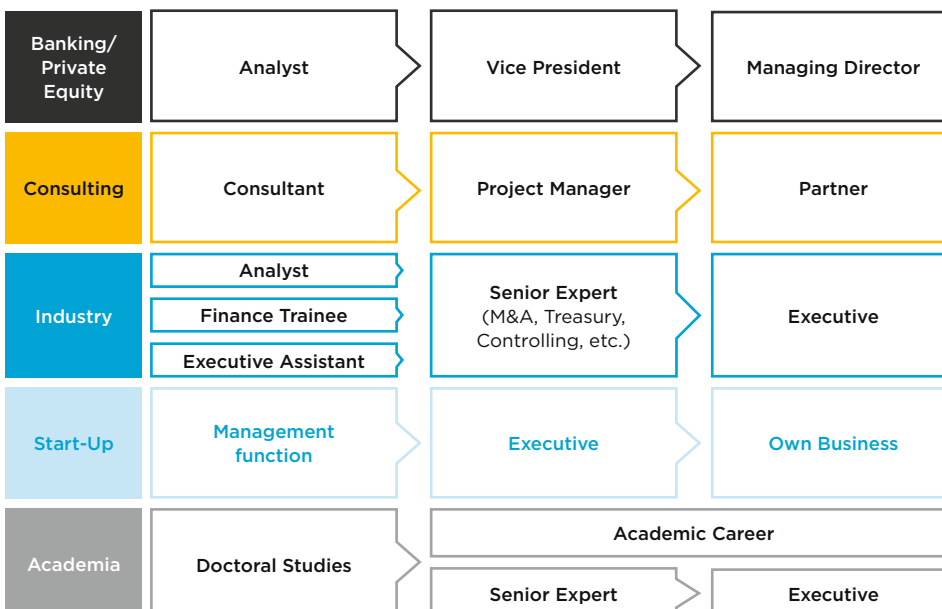 Banking/
Private
Equity
Analyst
Vice President
Managing Director
Consulting
Consultant
Project Manager
Partner
Industry
Analyst
Finance Trainee
Executive Assistant
Senior Expert
(M&A, Treasury,
Controlling, etc.)
Executive
Start-Up
Management
function
Executive
Own Business
Academia
Doctoral Studies
Academic Career
Senior Expert
Executive